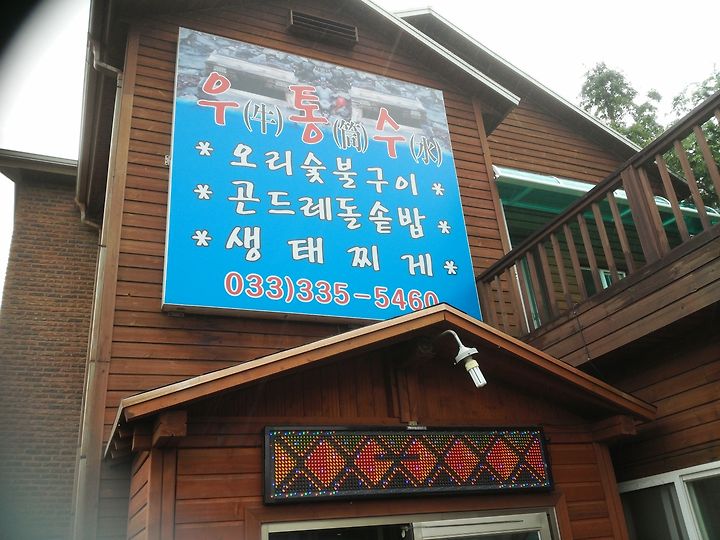 우(牛)통(筒)수(水)
* 오리숯불구이 *
* 곤드레돌솥밥 *
* 생태찌게 *
033)335-5460